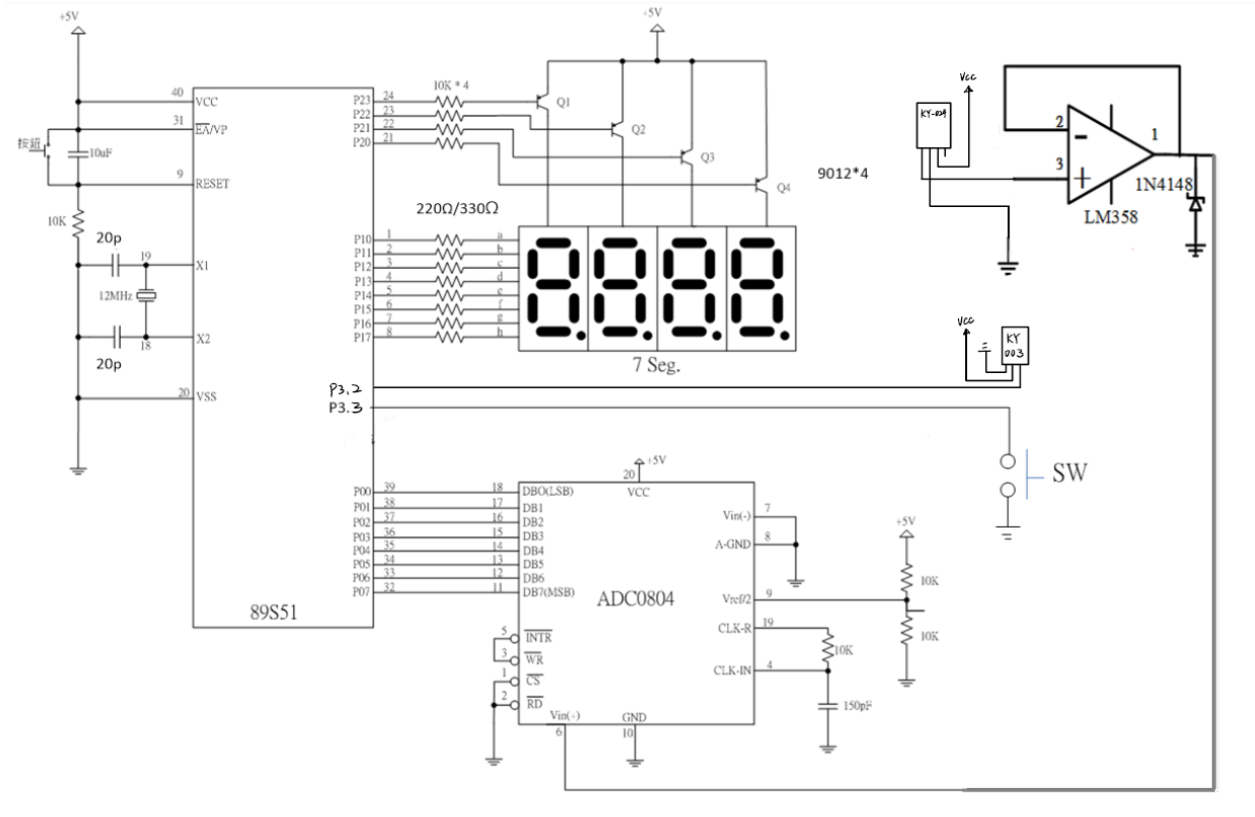 +5V
+5V
10K * 4
40
VCC
31
EA/VP
按鈕
10uF
9
RESET
10K
20p
19
X1
12MHz
18
X2
20p
20
VSS
P23
24
P22
23
P21
22
P20
21
Q1
Q2
Q3
Q4
9012*4
220Ω/330Ω
P10
1
a
P11
2
b
P12
3
c
P13
4
d
P14
5
e
P15
6
f
P16
7
g
P17
8
h
7 Seg.
P3.2
P3.3
Vcc
2
-
3
+
1
1N4148
LM358
Vcc
KY
003
SW
89S51
P00
39
18
DBO(LSB)
P01
38
17
DB1
P02
37
16
DB2
P03
36
15
DB3
P04
35
14
DB4
P05
34
13
DB5
P06
33
12
DB6
P07
32
11
DB7(MSB)
+5V
20
VCC
ADC0804
5
INTR
3
WR
1
CS
2
RD
Vin(+)
6
GND
10
Vin(-)
7
A-GND
8
Vref/2
9
CLK-R
19
CLK-IN
4
+5V
10K
10K
10K
150pF